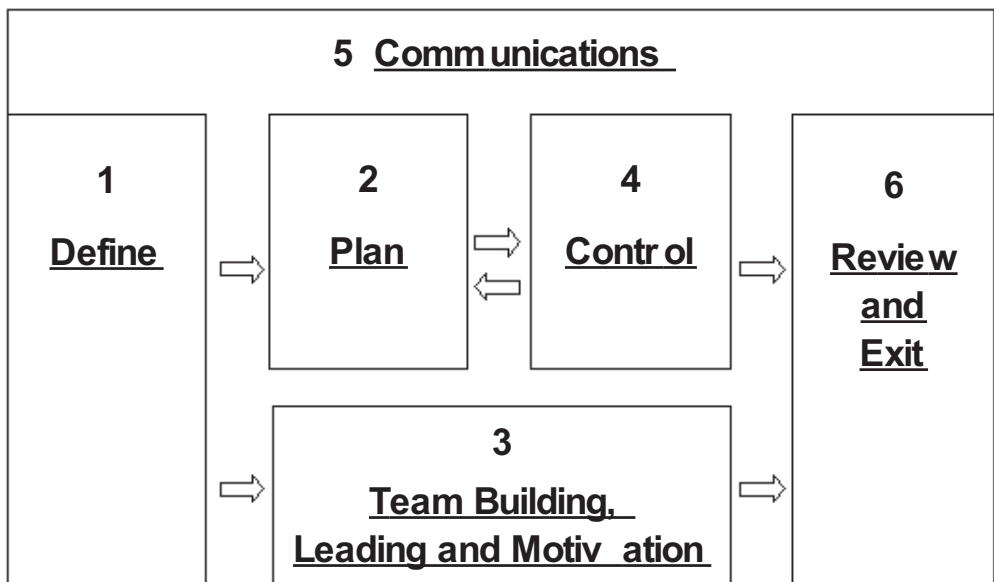 5 Communications
1
Define
2
Plan
4
Control
6
Review
and
Exit
3
Team Building,
Leading and Motivation